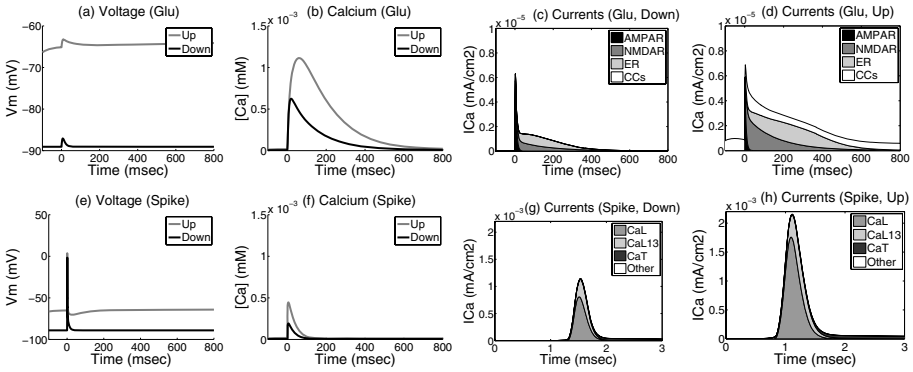 (a) Voltage (Glu)
Vm (mV)
−60
−70
−80
−90
0 200 400 600 800
Time (msec)
Up
Down
(b) Calcium (Glu)
x 10⁻³
[Ca] (mM)
1.5
1
0.5
0
0 200 400 600 800
Time (msec)
Up
Down
(c) Currents (Glu, Down)
x 10⁻⁵
ICa (mA/cm2)
1
0.8
0.6
0.4
0.2
0
0 200 400 600 800
Time (msec)
AMPAR
NMDAR
ER
CCs
(d) Currents (Glu, Up)
x 10⁻⁵
ICa (mA/cm2)
1
0.8
0.6
0.4
0.2
0
0 200 400 600 800
Time (msec)
AMPAR
NMDAR
ER
CCs
(e) Voltage (Spike)
Vm (mV)
50
0
−50
−100
0 200 400 600 800
Time (msec)
Up
Down
(f) Calcium (Spike)
x 10⁻³
[Ca] (mM)
1.5
1
0.5
0
0 200 400 600 800
Time (msec)
Up
Down
(g) Currents (Spike, Down)
x 10⁻³
ICa (mA/cm2)
2
1.5
1
0.5
0
0 1 2 3
Time (msec)
CaL
CaL13
CaT
Other
(h) Currents (Spike, Up)
x 10⁻³
ICa (mA/cm2)
2
1.5
1
0.5
0
0 1 2 3
Time (msec)
CaL
CaL13
CaT
Other